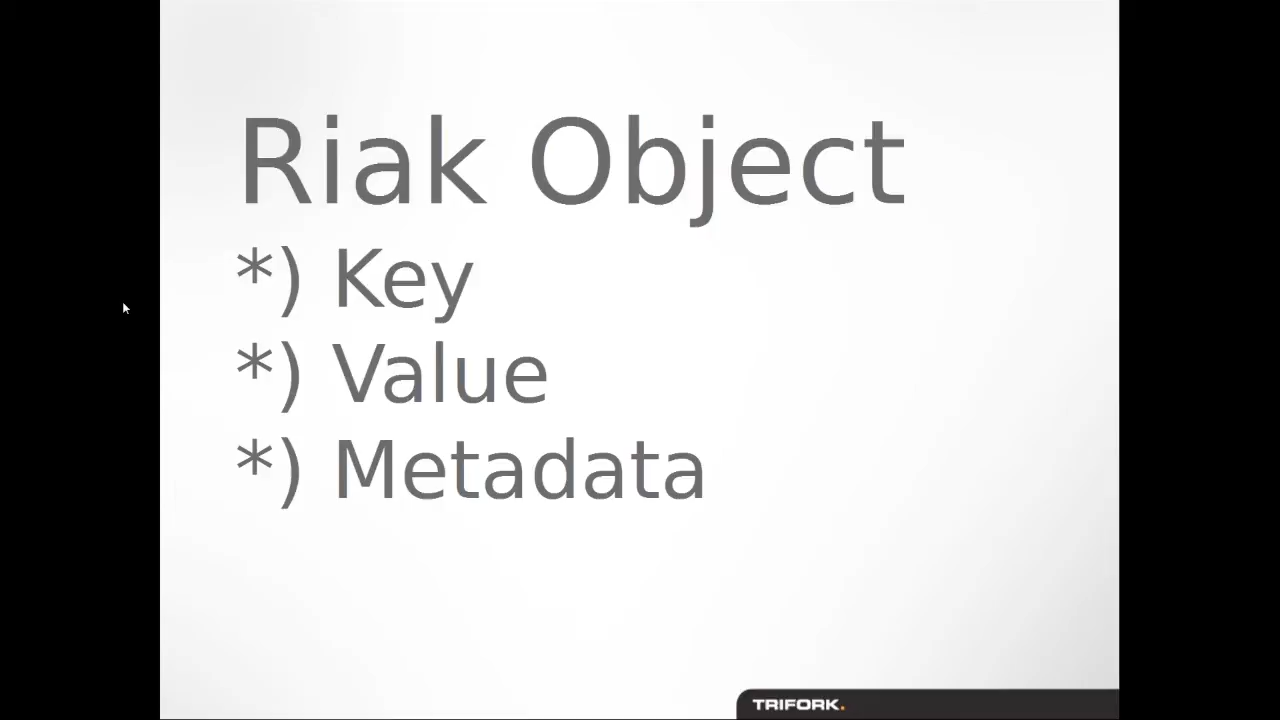 Riak Object
*) Key
*) Value
*) Metadata
TRIFORK.